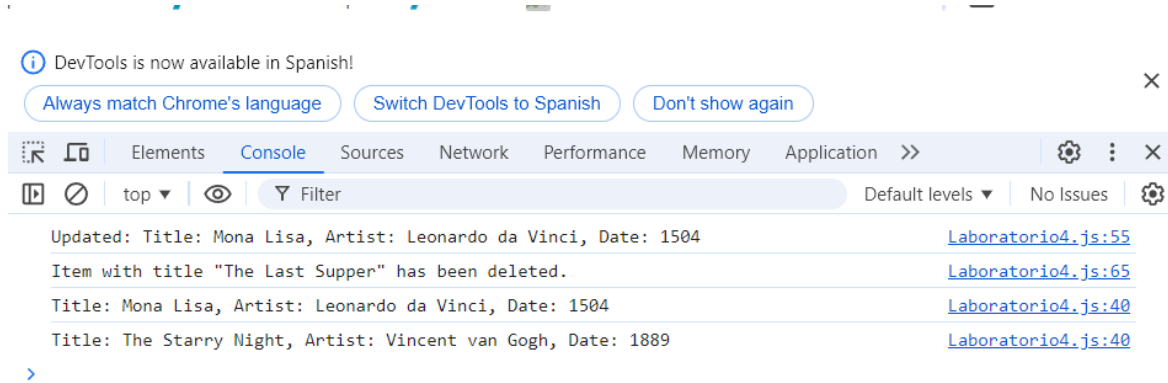 DevTools is now available in Spanish!
Always match Chrome's language Switch DevTools to Spanish Don't show again
Elements Console Sources Network Performance Memory Application
top Filter Default levels No Issues
Updated: Title: Mona Lisa, Artist: Leonardo da Vinci, Date: 1504 Laboratorio4.js:55
Item with title "The Last Supper" has been deleted. Laboratorio4.js:65
Title: Mona Lisa, Artist: Leonardo da Vinci, Date: 1504 Laboratorio4.js:40
Title: The Starry Night, Artist: Vincent van Gogh, Date: 1889 Laboratorio4.js:40